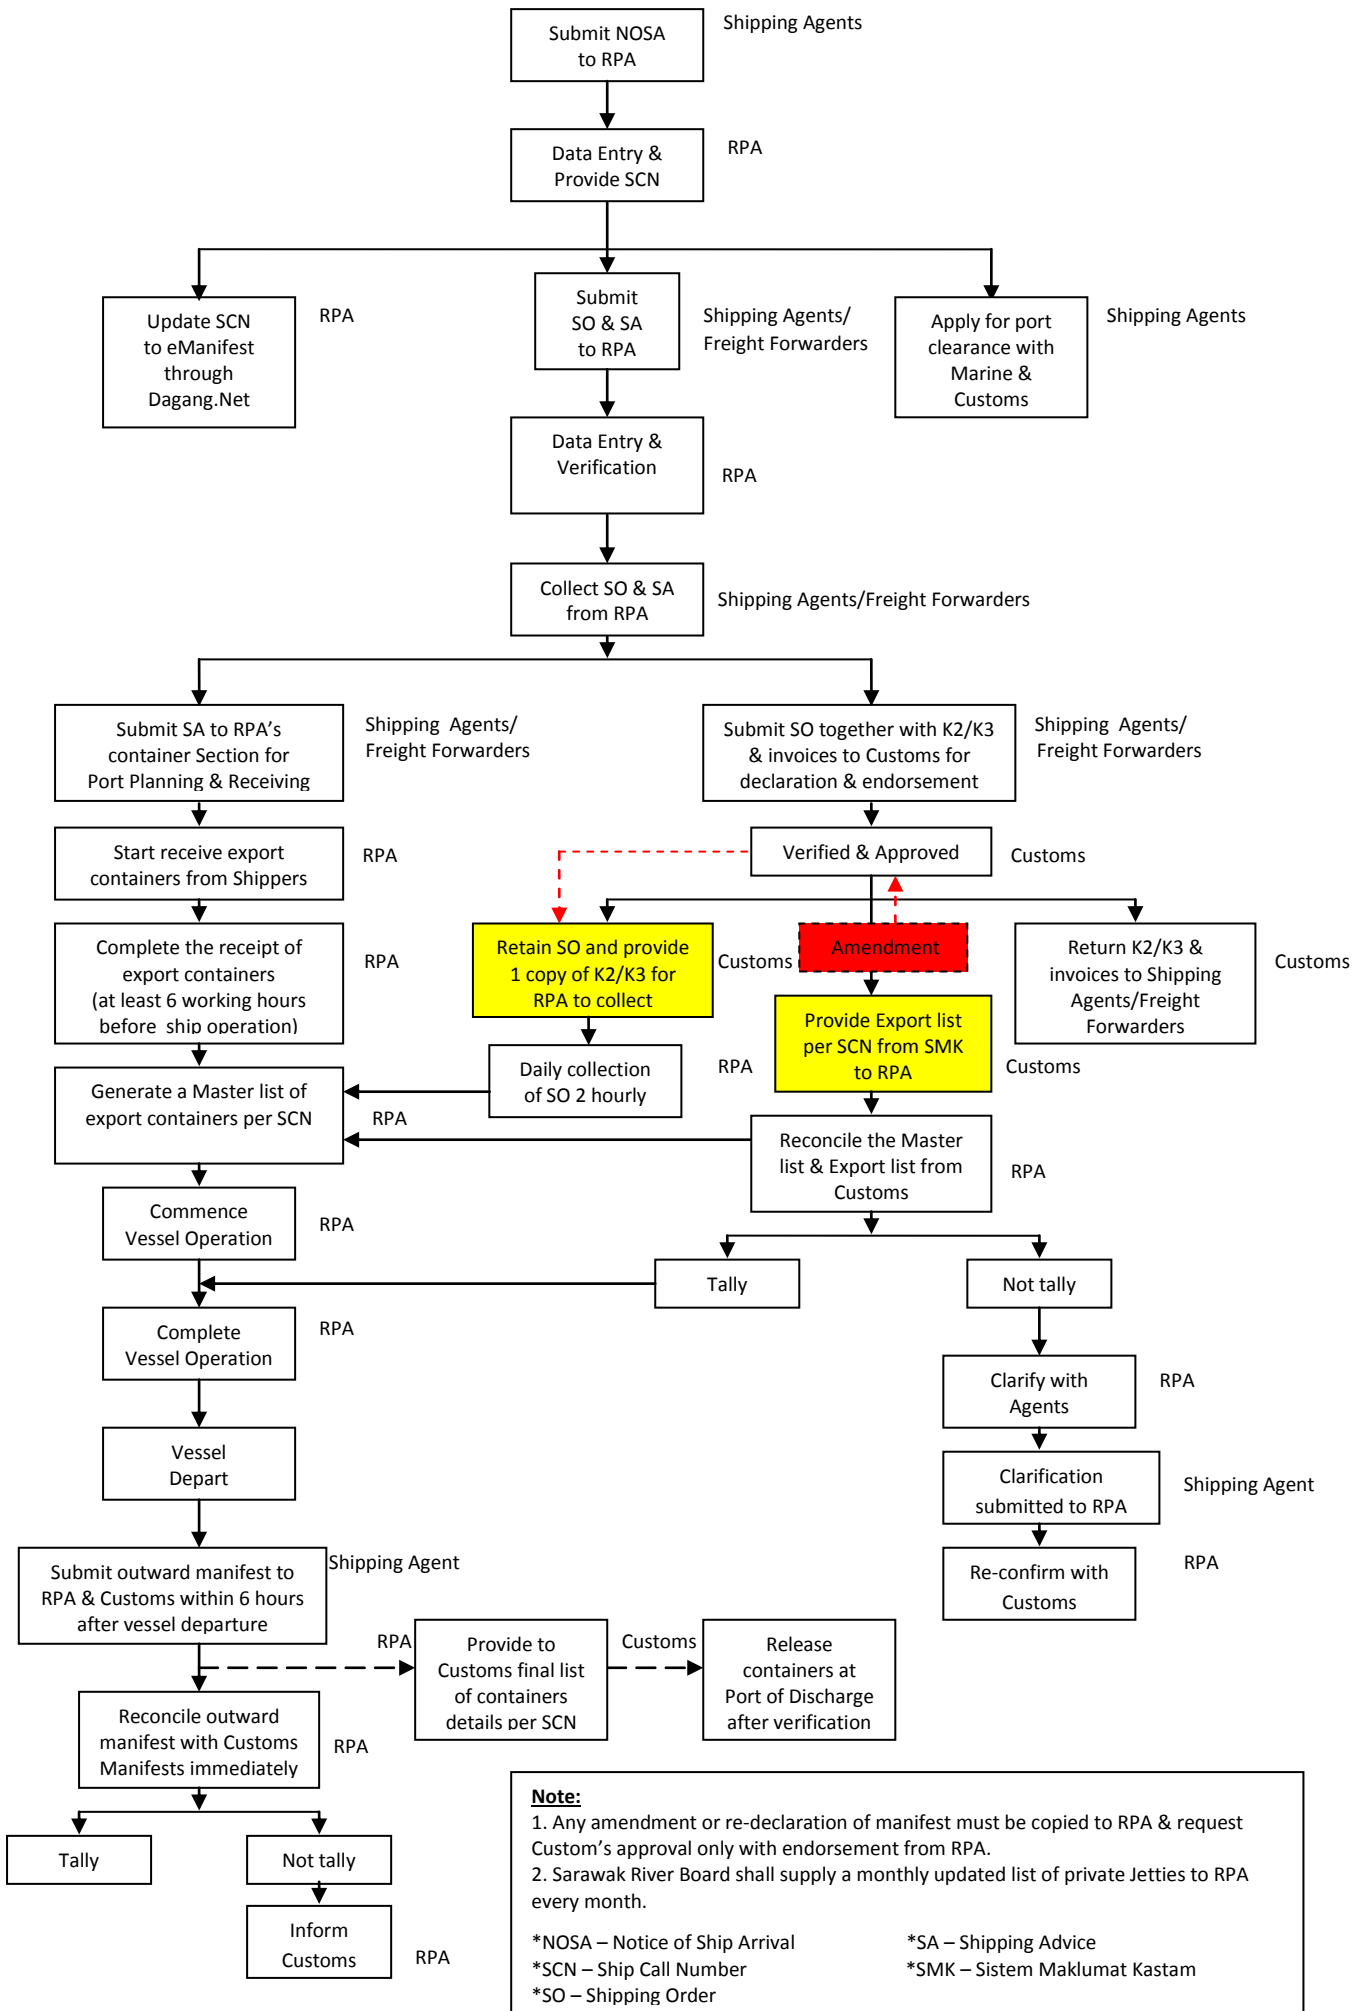 Submit NOSA
to RPA
Shipping Agents
Data Entry &
Provide SCN
RPA
Update SCN
to eManifest
through
Dagang.Net
RPA
Submit
SO & SA
to RPA
Shipping Agents/
Freight Forwarders
Apply for port
clearance with
Marine &
Customs
Shipping Agents
Data Entry &
Verification
RPA
Collect SO & SA
from RPA
Shipping Agents/Freight Forwarders
Submit SA to RPA’s
container Section for
Port Planning & Receiving
Shipping  Agents/
Freight Forwarders
Submit SO together with K2/K3
& invoices to Customs for
declaration & endorsement
Shipping Agents/
Freight Forwarders
Start receive export
containers from Shippers
RPA
Verified & Approved
Customs
Complete the receipt of
export containers
(at least 6 working hours
before  ship operation)
RPA
Retain SO and provide
1 copy of K2/K3 for
RPA to collect
Customs
Amendment
Return K2/K3 &
invoices to Shipping
Agents/Freight
Forwarders
Customs
Provide Export list
per SCN from SMK
to RPA
Customs
Daily collection
of SO 2 hourly
RPA
Generate a Master list of
export containers per SCN
RPA
Reconcile the Master
list & Export list from
Customs
RPA
Commence
Vessel Operation
RPA
Tally
Not tally
Complete
Vessel Operation
RPA
Clarify with
Agents
RPA
Vessel
Depart
Clarification
submitted to RPA
Shipping Agent
Submit outward manifest to
RPA & Customs within 6 hours
after vessel departure
Shipping Agent
Re-confirm with
Customs
RPA
RPA
Provide to
Customs final list
of containers
details per SCN
Customs
Release
containers at
Port of Discharge
after verification
Reconcile outward
manifest with Customs
Manifests immediately
RPA
Tally
Not tally
Inform
Customs
RPA
Note:
1. Any amendment or re-declaration of manifest must be copied to RPA & request
Custom’s approval only with endorsement from RPA.
2. Sarawak River Board shall supply a monthly updated list of private Jetties to RPA
every month.
*NOSA – Notice of Ship Arrival
*SA – Shipping Advice
*SCN – Ship Call Number
*SMK – Sistem Maklumat Kastam
*SO – Shipping Order